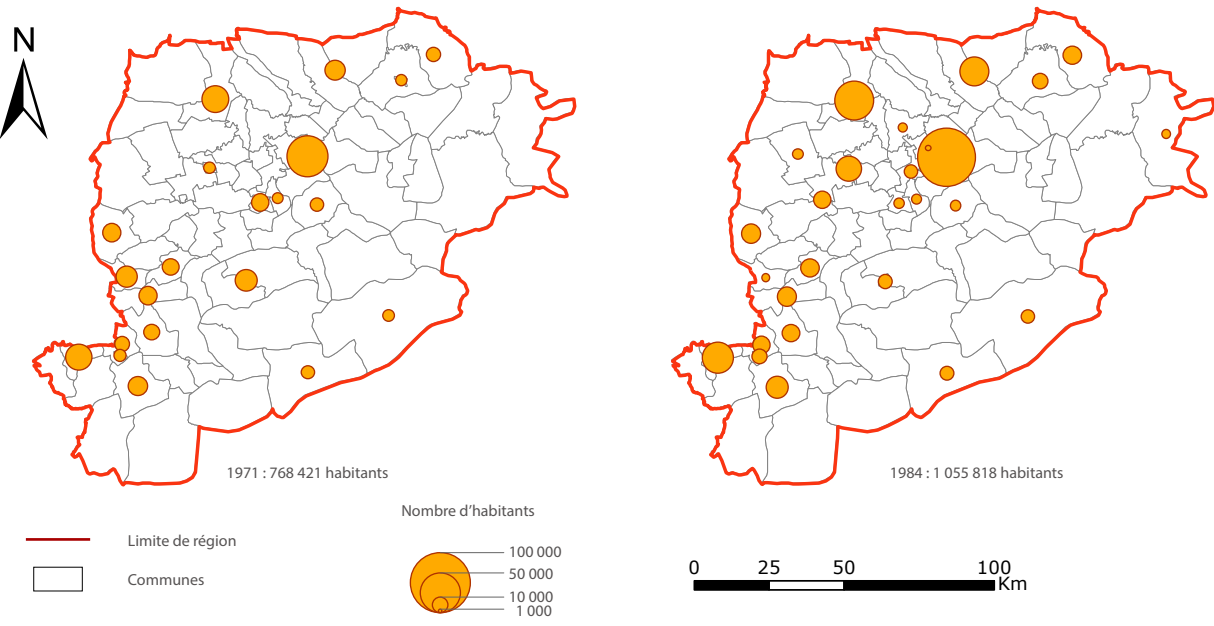 N
1971 : 768 421 habitants
1984 : 1 055 818 habitants
Nombre d’habitants
Limite de région
Communes
100 000
50 000
10 000
1 000
0 25 50 100
Km